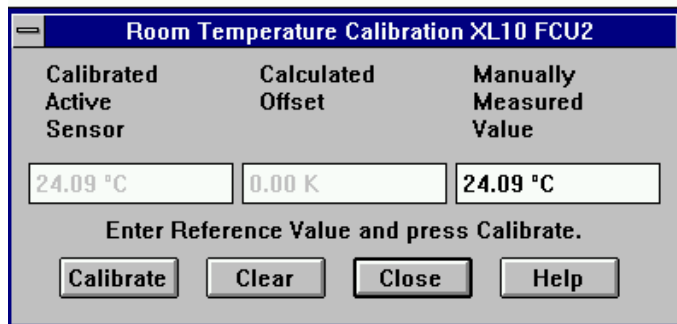 Room Temperature Calibration XL10 FCU2
Calibrated Active Sensor
Calculated Offset
Manually Measured Value
24.09 °C
0.00 K
24.09 °C
Enter Reference Value and press Calibrate.
Calibrate
Clear
Close
Help